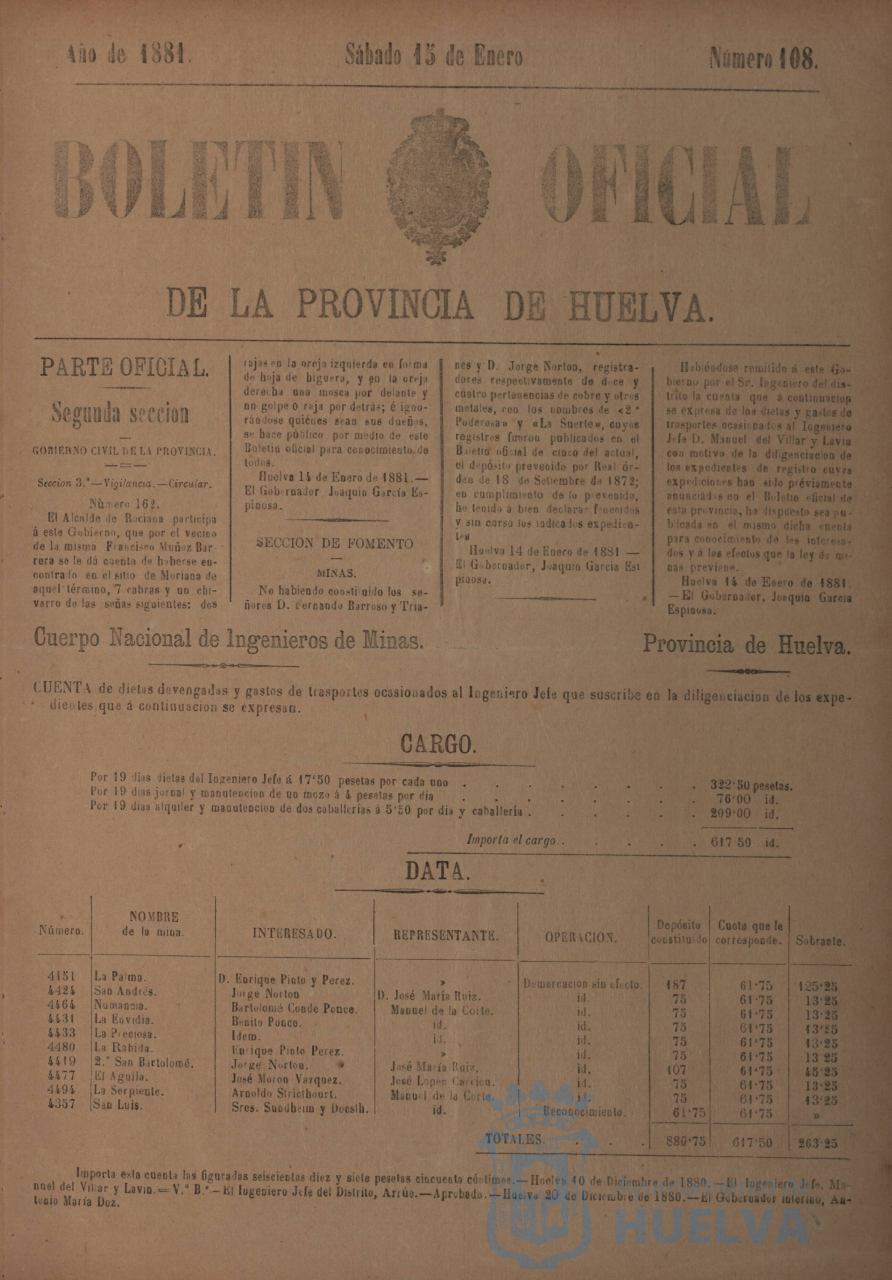 Año de 1881.
Sábado 15 de Enero
Número 108.
BOLETIN OFICIAL
DE LA PROVINCIA DE HUELVA.
PARTE OFICIAL.
Segunda seccion
GOBIERNO CIVIL DE LA PROVINCIA.
Seccion 3.ª—Vigilancia.—Circular.
Número 162.
El Alcalde de Rociana participa
á este Gobierno, que por el vecino
de la misma Francisco Muñoz Bar-
rera se le dá cuenta de haberse en-
contrado en el sitio de Moriana de
aquel término, 7 cabras y un chi-
varro de las señas siguientes: dos
rajas en la oreja izquierda en forma
de hoja de higuera, y en la oreja
derecha una mosca por delante y
un golpe ó raja por detrás; é igno-
rándose quiénes sean sus dueños,
se hace público por medio de este
Boletin oficial para conocimiento de
todos.
Huelva 14 de Enero de 1881.—
El Gobernador, Joaquin García Es-
pinosa.
SECCION DE FOMENTO
MINAS.
No habiendo constituido los se-
ñores D. Fernando Barroso y Tria-
nes y D. Jorge Norton, registra-
dores respectivamente de doce y
cuatro pertenencias de cobre y otros
metales, con los nombres de «2.ª
Poderosa» y «La Suerte», cuyos
registros fueron publicados en el
Boletin oficial de cinco del actual,
el depósito prevenido por Real ór-
den de 18 de Setiembre de 1872;
en cumplimiento de lo prevenido,
he tenido á bien declarar fenecidos
y sin curso los indicados expedien-
tes
Huelva 14 de Enero de 1881 —
El Gobernador, Joaquin Garcia Es-
pinosa.
Habiéndose remitido á este Go-
bierno por el Sr. Ingeniero del dis-
trito la cuenta que á continuacion
se expresa de las dietas y gastos de
trasportes ocasionados al Ingeniero
Jefe D. Manuel del Villar y Lavin
con motivo de la diligenciacion de
los expedientes de registro cuyas
expediciones han sido préviamente
anunciadas en el Boletin oficial de
esta provincia, he dispuesto sea pu-
blicada en el mismo dicha cuenta
para conocimiento de los interesa-
dos y á los efectos que la ley de mi-
nas previene.
Huelva 14 de Enero de 1881.
—El Gobernador, Joaquin García
Espinosa.
Cuerpo Nacional de Ingenieros de Minas.
Provincia de Huelva.
CUENTA de dietas devengadas y gastos de trasportes ocasionados al Ingeniero Jefe que suscribe en la diligenciacion de los expe-
dientes que á continuacion se expresan.
CARGO.
Por 19 dias dietas del Ingeniero Jefe á 17'50 pesetas por cada uno . . . . . . . 322'50 pesetas.
Por 19 dias jornal y manutencion de un mozo á 4 pesetas por dia . . . . . . . 76'00 id.
Por 19 dias alquiler y manutencion de dos caballerías á 5'50 por dia y caballería . . . . . . 209'00 id.
Importa el cargo. . . . . . 617'50 id.
DATA.
Número. NOMBRE de la mina. INTERESADO. REPRESENTANTE. OPERACION. Depósito constituido Cuota que le corresponde. Sobrante.
4451 La Palma. D. Enrique Pinto y Perez. » Demarcacion sin efecto. 187 61'75 125'25
4424 San Andrés. Jorge Norton D. José María Ruiz. id. 75 61'75 13'25
4464 Numancia. Bartolomé Conde Ponce. Manuel de la Corte. id. 75 61'75 13'25
4431 La Envidia. Benito Ponce. id. id. 75 61'75 13'25
4433 La Preciosa. Idem. id. id. 75 61'75 13'25
4480 La Rabida. Enrique Pinto Perez. » id. 75 61'75 13'25
4419 2.° San Bartolomé. Jorge Norton. José María Ruiz. id. 107 61'75 45'25
4477 El Aguila. José Moron Vazquez. José Lopez Carrion. id. 75 61'75 13'25
4494 La Serpiente. Arnoldo Stricthourt. Manuel de la Corte. id. 75 61'75 13'25
4357 San Luis. Sres. Sundheim y Doesth. id. Reconocimiento. 61'75 61'75 »
TOTALES. . . . 880'75 617'50 263'25
Importa esta cuenta las figuradas seiscientas diez y siete pesetas cincuenta céntimos.—Huelva 10 de Diciembre de 1880.—El Ingeniero Jefe, Ma-
nuel del Villar y Lavin.=V.° B.°—El Ingeniero Jefe del Distrito, Arrúe.—Aprobado.—Huelva 20 de Diciembre de 1880.—El Gobernador interino, An-
tonio María Doz.
HUELVA